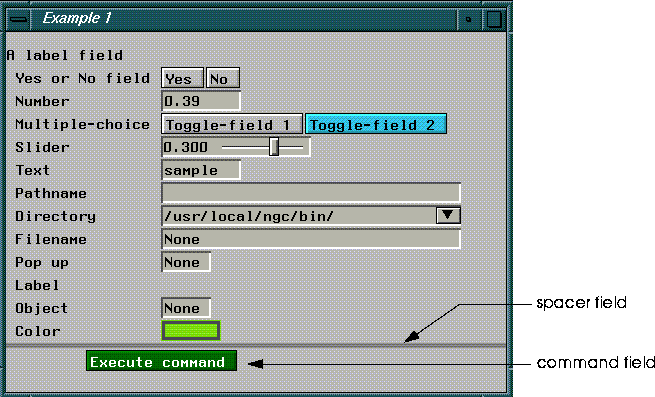 Example 1
A label field
Yes or No field Yes No
Number 0.39
Multiple-choice Toggle-field 1 Toggle-field 2
Slider 0.300
Text sample
Pathname
Directory /usr/local/ngc/bin/
Filename None
Pop up None
Label
Object None
Color
spacer field
Execute command
command field